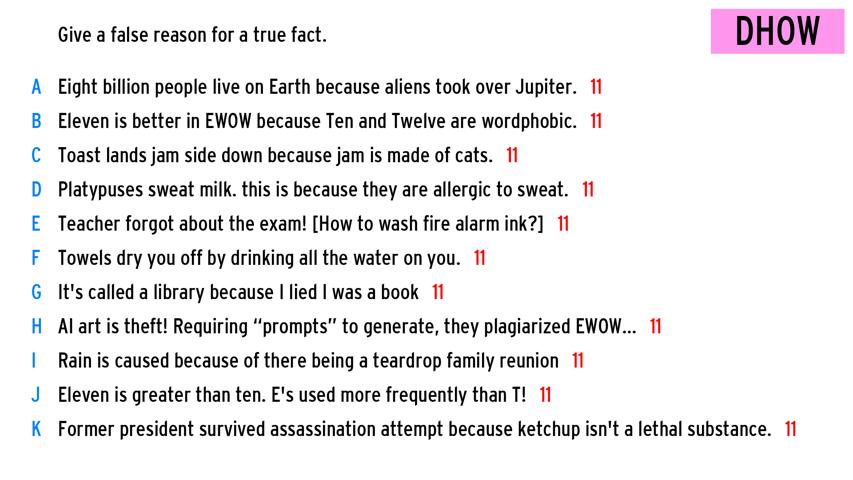 Give a false reason for a true fact.
DHOW
A Eight billion people live on Earth because aliens took over Jupiter. 11
B Eleven is better in EWOW because Ten and Twelve are wordphobic. 11
C Toast lands jam side down because jam is made of cats. 11
D Platypuses sweat milk. this is because they are allergic to sweat. 11
E Teacher forgot about the exam! [How to wash fire alarm ink?] 11
F Towels dry you off by drinking all the water on you. 11
G It's called a library because I lied I was a book 11
H AI art is theft! Requiring “prompts” to generate, they plagiarized EWOW... 11
I Rain is caused because of there being a teardrop family reunion 11
J Eleven is greater than ten. E's used more frequently than T! 11
K Former president survived assassination attempt because ketchup isn't a lethal substance. 11